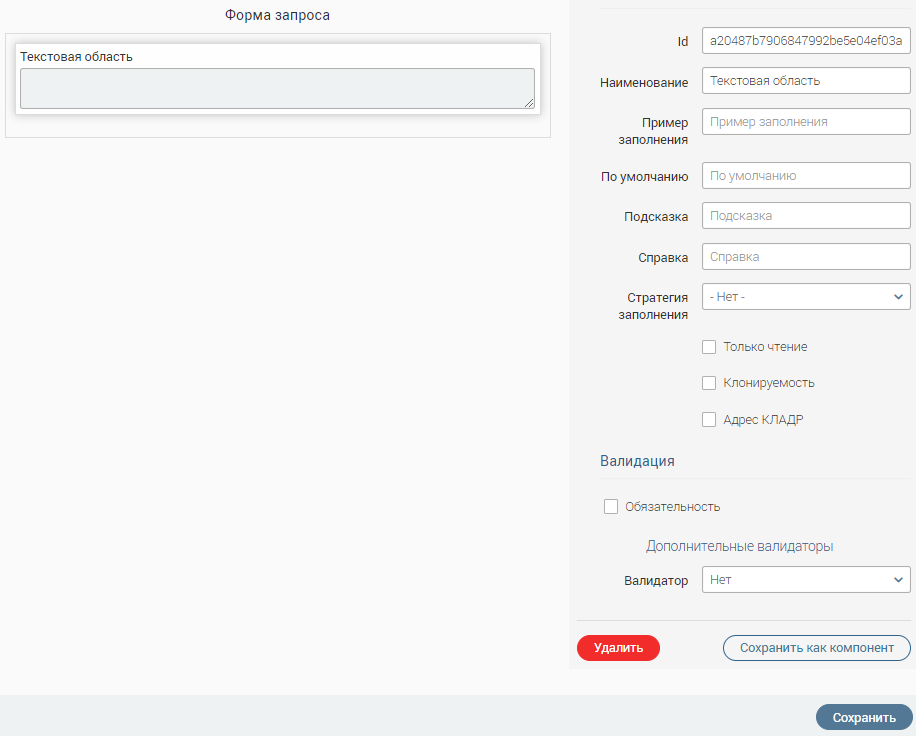 Форма запроса
Текстовая область
Id
a20487b7906847992be5e04ef03a
Наименование
Текстовая область
Пример
заполнения
Пример заполнения
По умолчанию
По умолчанию
Подсказка
Подсказка
Справка
Справка
Стратегия
заполнения
- Нет -
Только чтение
Клонируемость
Адрес КЛАДР
Валидация
Обязательность
Дополнительные валидаторы
Валидатор
Нет
Удалить
Сохранить как компонент
Сохранить